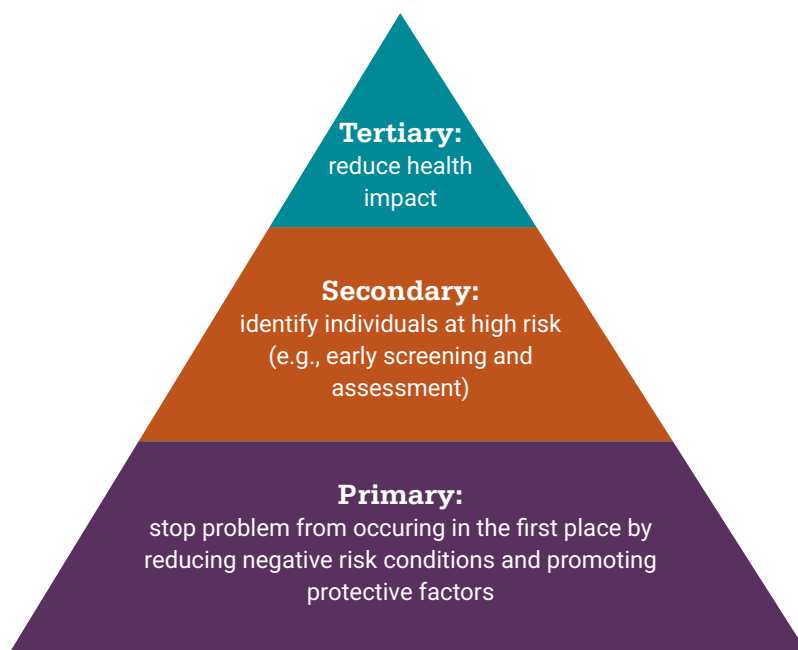 Tertiary:
reduce health
impact
Secondary:
identify individuals at high risk
(e.g., early screening and
assessment)
Primary:
stop problem from occuring in the first place by
reducing negative risk conditions and promoting
protective factors